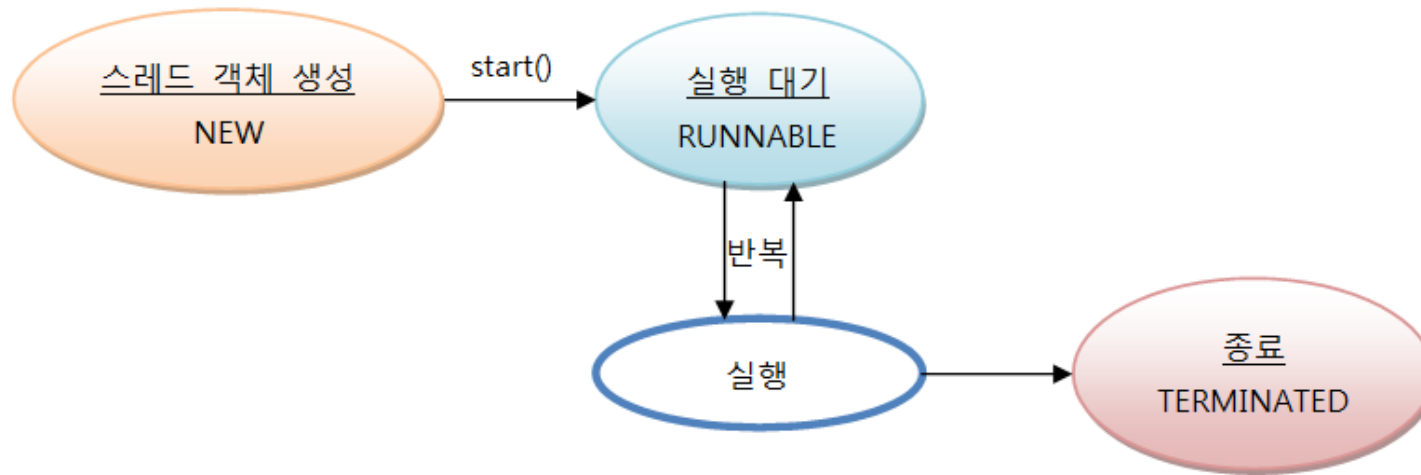 스레드 객체 생성
NEW
start()
실행 대기
RUNNABLE
반복
실행
종료
TERMINATED